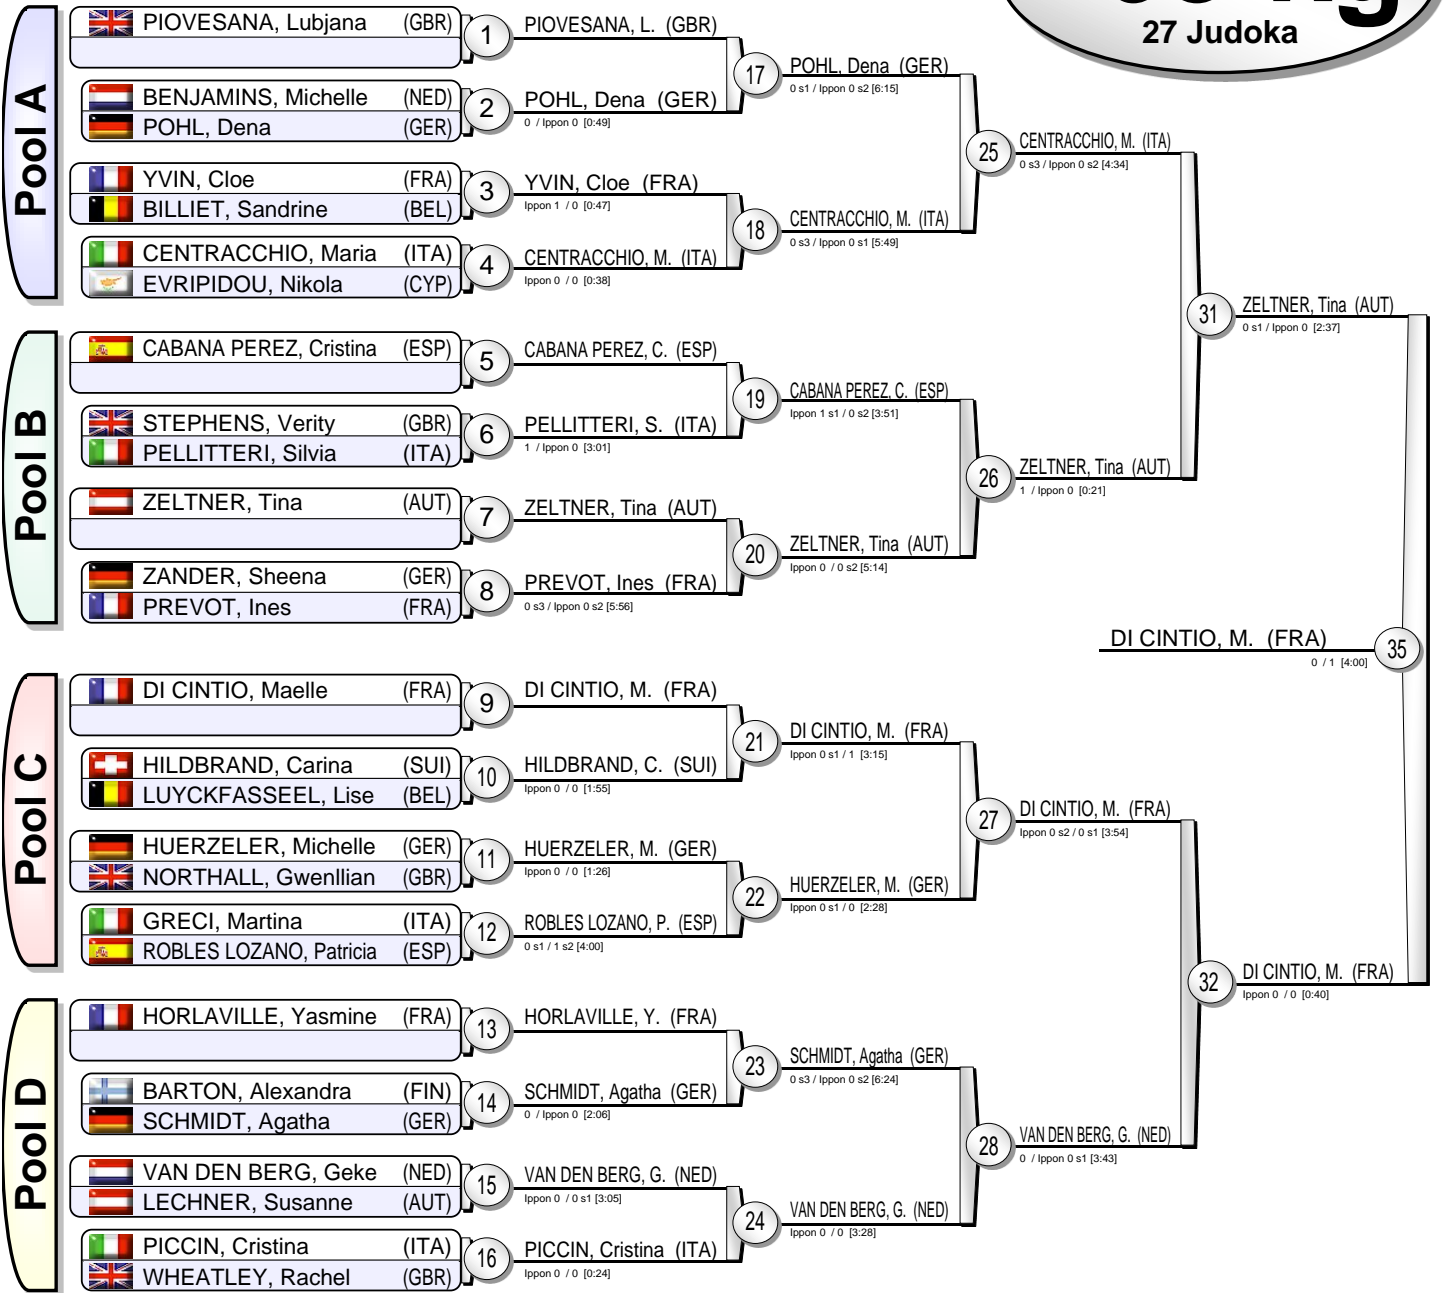 27 Judoka
Pool A
PIOVESANA, Lubjana (GBR)
BENJAMINS, Michelle (NED)
POHL, Dena (GER)
YVIN, Cloe (FRA)
BILLIET, Sandrine (BEL)
CENTRACCHIO, Maria (ITA)
EVRIPIDOU, Nikola (CYP)
1 PIOVESANA, L. (GBR)
2 POHL, Dena (GER)
0 / Ippon 0 [0:49]
3 YVIN, Cloe (FRA)
Ippon 1 / 0 [0:47]
4 CENTRACCHIO, M. (ITA)
Ippon 0 / 0 [0:38]
17 POHL, Dena (GER)
0 s1 / Ippon 0 s2 [6:15]
18 CENTRACCHIO, M. (ITA)
0 s3 / Ippon 0 s1 [5:49]
25 CENTRACCHIO, M. (ITA)
0 s3 / Ippon 0 s2 [4:34]
Pool B
CABANA PEREZ, Cristina (ESP)
STEPHENS, Verity (GBR)
PELLITTERI, Silvia (ITA)
ZELTNER, Tina (AUT)
ZANDER, Sheena (GER)
PREVOT, Ines (FRA)
5 CABANA PEREZ, C. (ESP)
6 PELLITTERI, S. (ITA)
1 / Ippon 0 [3:01]
7 ZELTNER, Tina (AUT)
8 PREVOT, Ines (FRA)
0 s3 / Ippon 0 s2 [5:56]
19 CABANA PEREZ, C. (ESP)
Ippon 1 s1 / 0 s2 [3:51]
20 ZELTNER, Tina (AUT)
Ippon 0 / 0 s2 [5:14]
26 ZELTNER, Tina (AUT)
1 / Ippon 0 [0:21]
31 ZELTNER, Tina (AUT)
0 s1 / Ippon 0 [2:37]
DI CINTIO, M. (FRA) 35
0 / 1 [4:00]
Pool C
DI CINTIO, Maelle (FRA)
HILDBRAND, Carina (SUI)
LUYCKFASSEEL, Lise (BEL)
HUERZELER, Michelle (GER)
NORTHALL, Gwenllian (GBR)
GRECI, Martina (ITA)
ROBLES LOZANO, Patricia (ESP)
9 DI CINTIO, M. (FRA)
10 HILDBRAND, C. (SUI)
Ippon 0 / 0 [1:55]
11 HUERZELER, M. (GER)
Ippon 0 / 0 [1:26]
12 ROBLES LOZANO, P. (ESP)
0 s1 / 1 s2 [4:00]
21 DI CINTIO, M. (FRA)
Ippon 0 s1 / 1 [3:15]
22 HUERZELER, M. (GER)
Ippon 0 s1 / 0 [2:28]
27 DI CINTIO, M. (FRA)
Ippon 0 s2 / 0 s1 [3:54]
Pool D
HORLAVILLE, Yasmine (FRA)
BARTON, Alexandra (FIN)
SCHMIDT, Agatha (GER)
VAN DEN BERG, Geke (NED)
LECHNER, Susanne (AUT)
PICCIN, Cristina (ITA)
WHEATLEY, Rachel (GBR)
13 HORLAVILLE, Y. (FRA)
14 SCHMIDT, Agatha (GER)
0 / Ippon 0 [2:06]
15 VAN DEN BERG, G. (NED)
Ippon 0 / 0 s1 [3:05]
16 PICCIN, Cristina (ITA)
Ippon 0 / 0 [0:24]
23 SCHMIDT, Agatha (GER)
0 s3 / Ippon 0 s2 [6:24]
24 VAN DEN BERG, G. (NED)
Ippon 0 / 0 [3:28]
28 VAN DEN BERG, G. (NED)
0 / Ippon 0 s1 [3:43]
32 DI CINTIO, M. (FRA)
Ippon 0 / 0 [0:40]